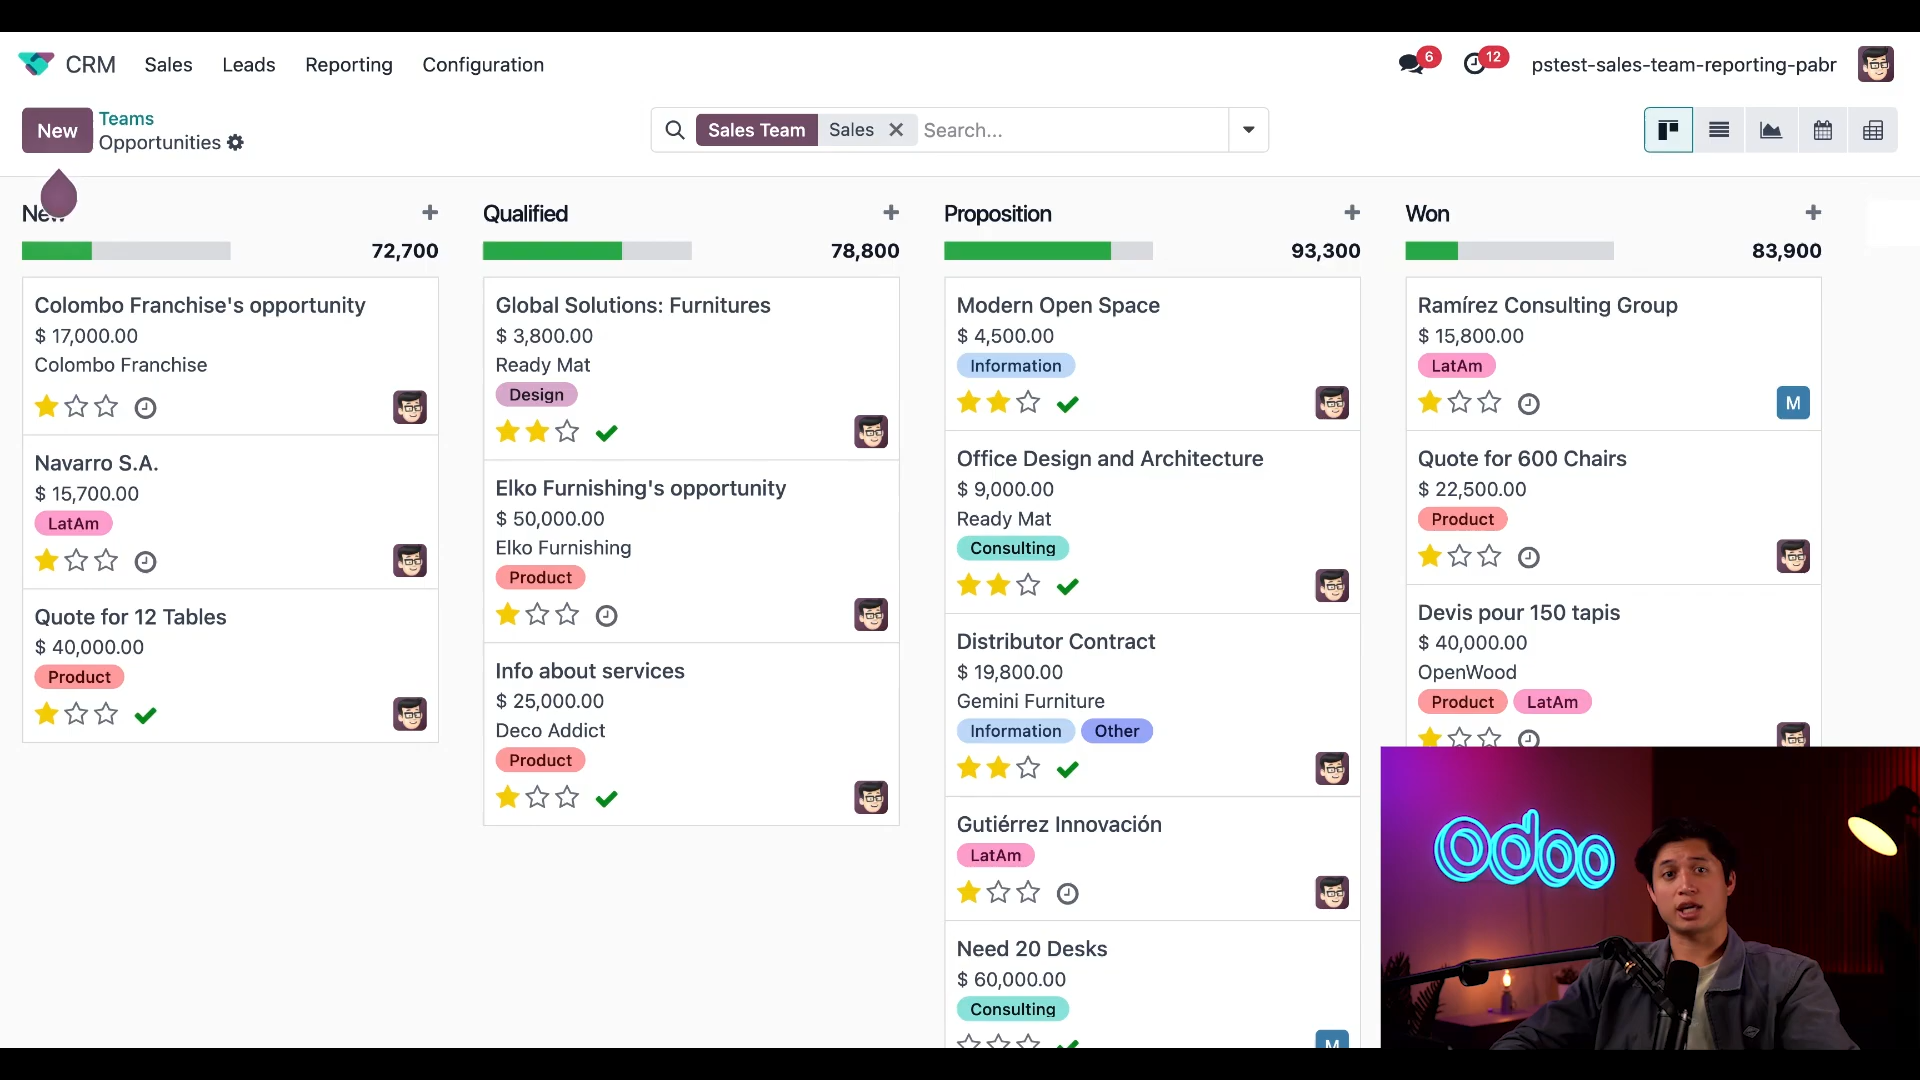 CRM Sales Leads Reporting Configuration
6 12 pstest-sales-team-reporting-pabr
New Teams
Opportunities
Sales Team Sales Search...
New
72,700
Colombo Franchise's opportunity
$ 17,000.00
Colombo Franchise
Navarro S.A.
$ 15,700.00
LatAm
Quote for 12 Tables
$ 40,000.00
Product
Qualified
78,800
Global Solutions: Furnitures
$ 3,800.00
Ready Mat
Design
Elko Furnishing's opportunity
$ 50,000.00
Elko Furnishing
Product
Info about services
$ 25,000.00
Deco Addict
Product
Proposition
93,300
Modern Open Space
$ 4,500.00
Information
Office Design and Architecture
$ 9,000.00
Ready Mat
Consulting
Distributor Contract
$ 19,800.00
Gemini Furniture
Information Other
Gutiérrez Innovación
LatAm
Need 20 Desks
$ 60,000.00
Consulting
M
Won
83,900
Ramírez Consulting Group
$ 15,800.00
LatAm
M
Quote for 600 Chairs
$ 22,500.00
Product
Devis pour 150 tapis
$ 40,000.00
OpenWood
Product LatAm
odoo